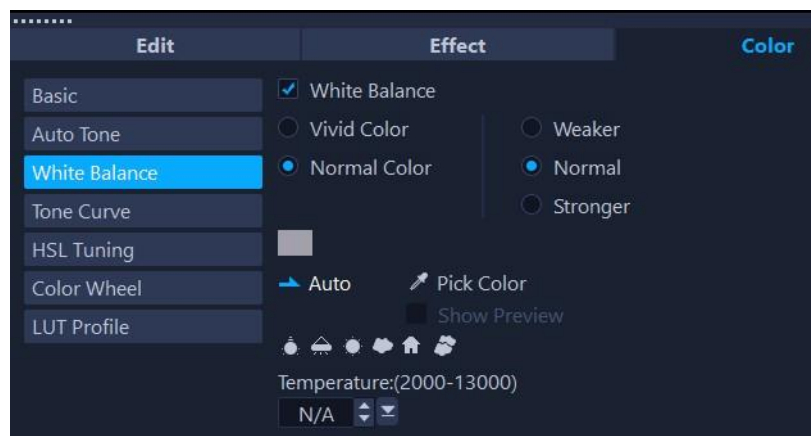 Edit Effect Color
Basic
Auto Tone
White Balance
Tone Curve
HSL Tuning
Color Wheel
LUT Profile
White Balance
Vivid Color Weaker
Normal Color Normal
Stronger
Auto Pick Color
Show Preview
Temperature:(2000-13000)
N/A